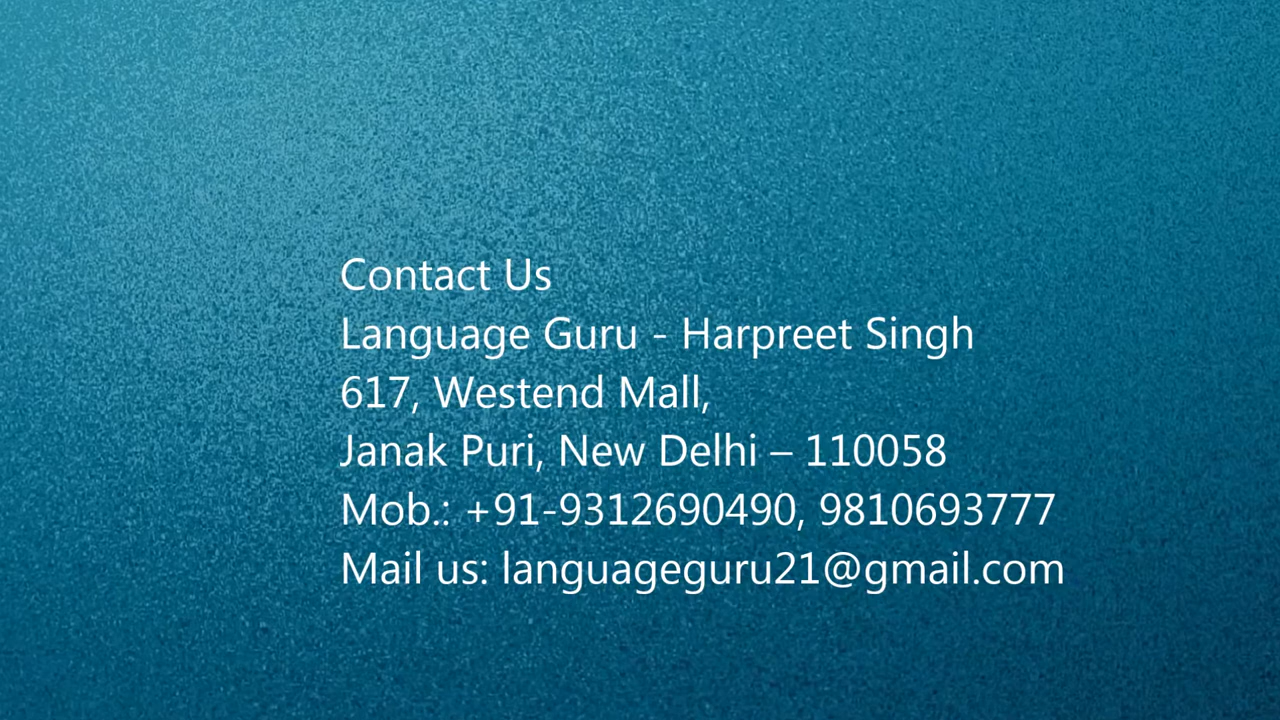 Contact Us
Language Guru - Harpreet Singh
617, Westend Mall,
Janak Puri, New Delhi – 110058
Mob.: +91-9312690490, 9810693777
Mail us: languageguru21@gmail.com